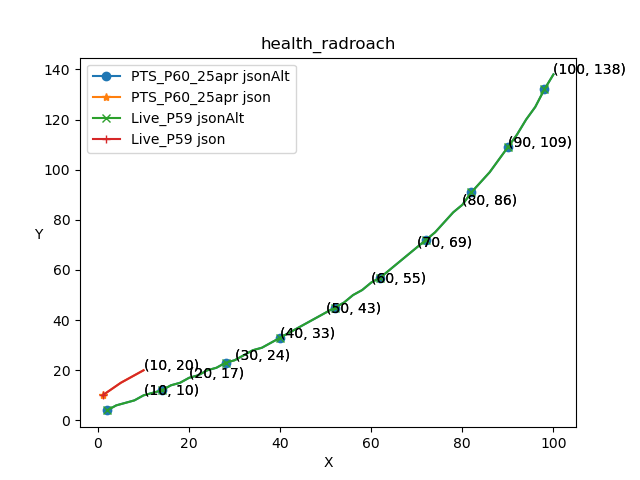 health_radroach
PTS_P60_25apr jsonAlt
PTS_P60_25apr json
Live_P59 jsonAlt
Live_P59 json
(100, 138)
(90, 109)
(80, 86)
(70, 69)
(60, 55)
(50, 43)
(40, 33)
(30, 24)
(10, 20)
(20, 17)
(10, 10)
Y
140
120
100
80
60
40
20
0
0 20 40 60 80 100
X